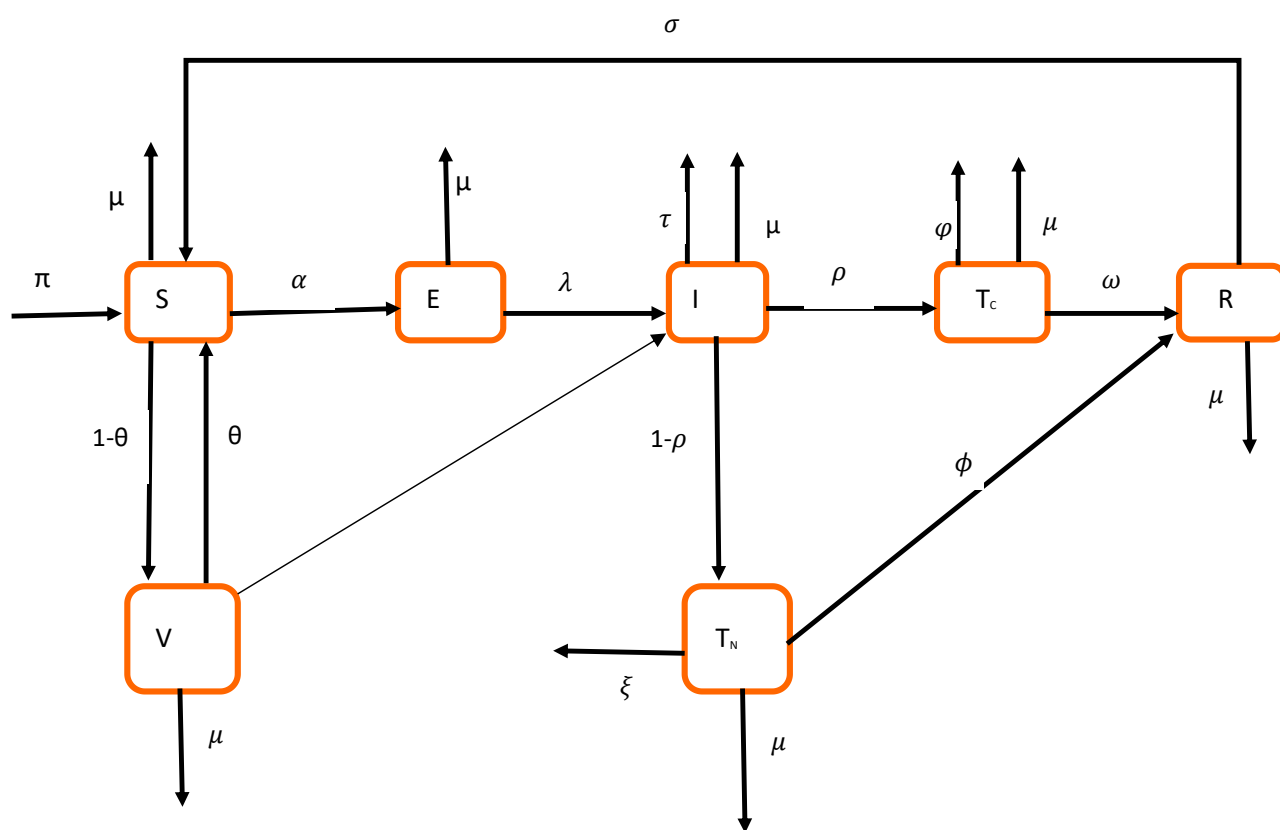 σ
μ
μ
τ
μ
φ
μ
π
S
α
E
λ
I
ρ
T_C
ω
R
μ
1-θ
θ
1-ρ
ϕ
V
T_N
ξ
μ
μ